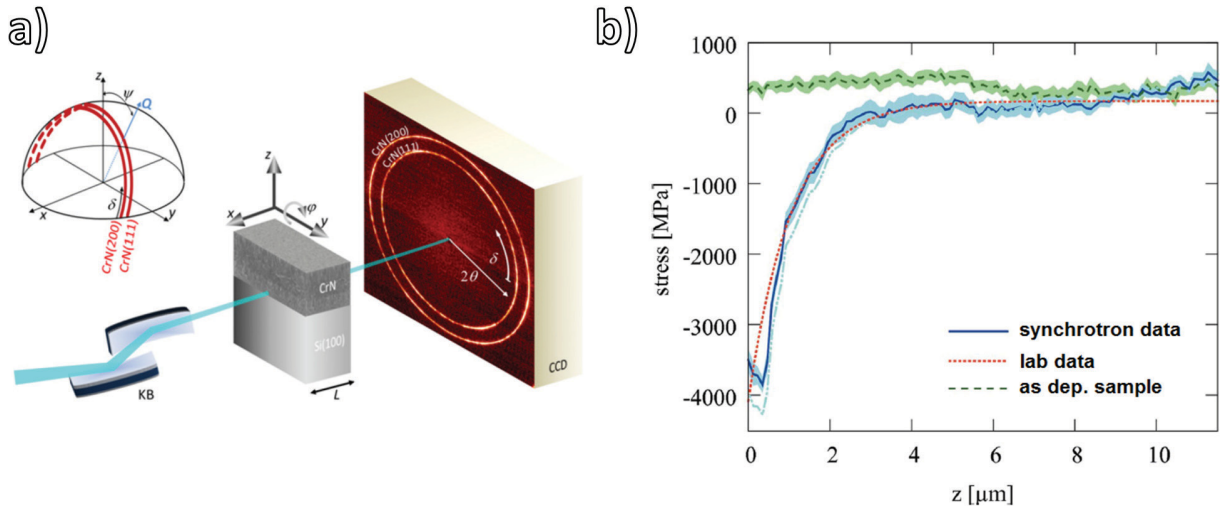 a)
z
ψ
Q
δ
x
y
CrN(200)
CrN(111)
z
x
φ
y
CrN
Si(100)
L
KB
CrN(200)
CrN(111)
δ
2θ
CCD
b)
stress [MPa]
1000
0
-1000
-2000
-3000
-4000
synchrotron data
lab data
as dep. sample
0 2 4 6 8 10
z [μm]